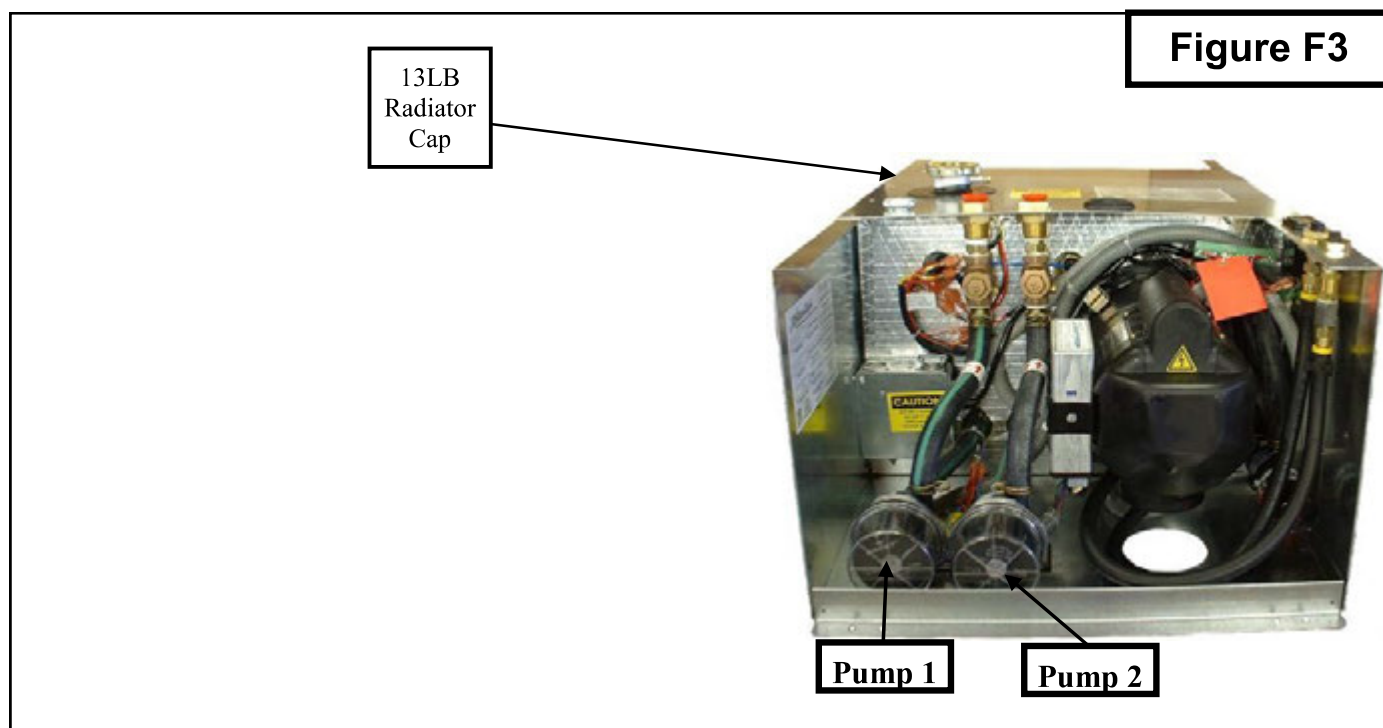 Figure F3
13LB
Radiator
Cap
CAUTION
Pump 1
Pump 2